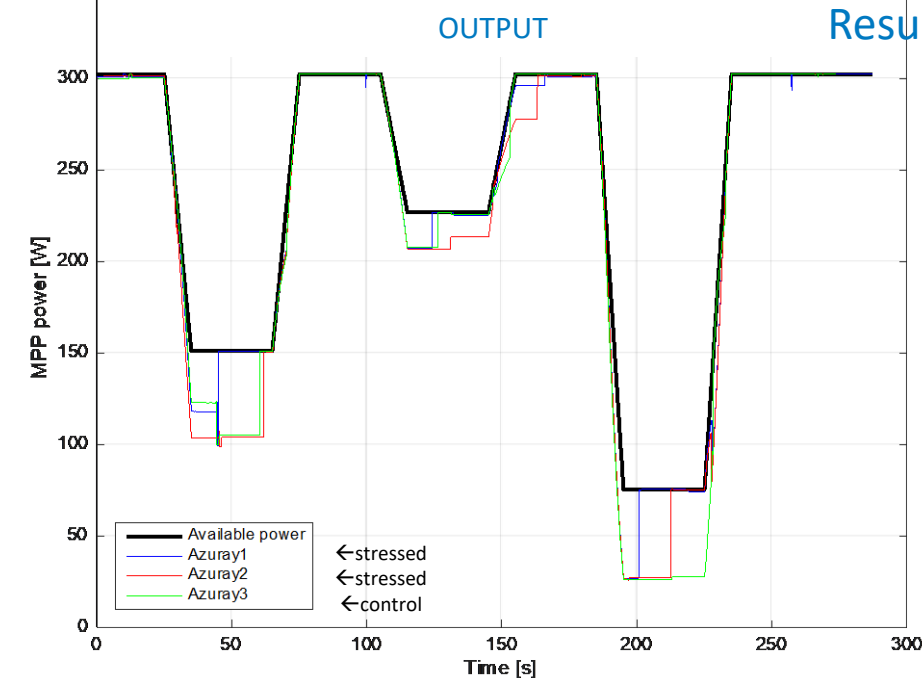 OUTPUT
Resu
300
250
200
150
100
50
0
MPP power [W]
Available power
Azuray1 ←stressed
Azuray2 ←stressed
Azuray3 ←control
0 50 100 150 200 250 300
Time [s]